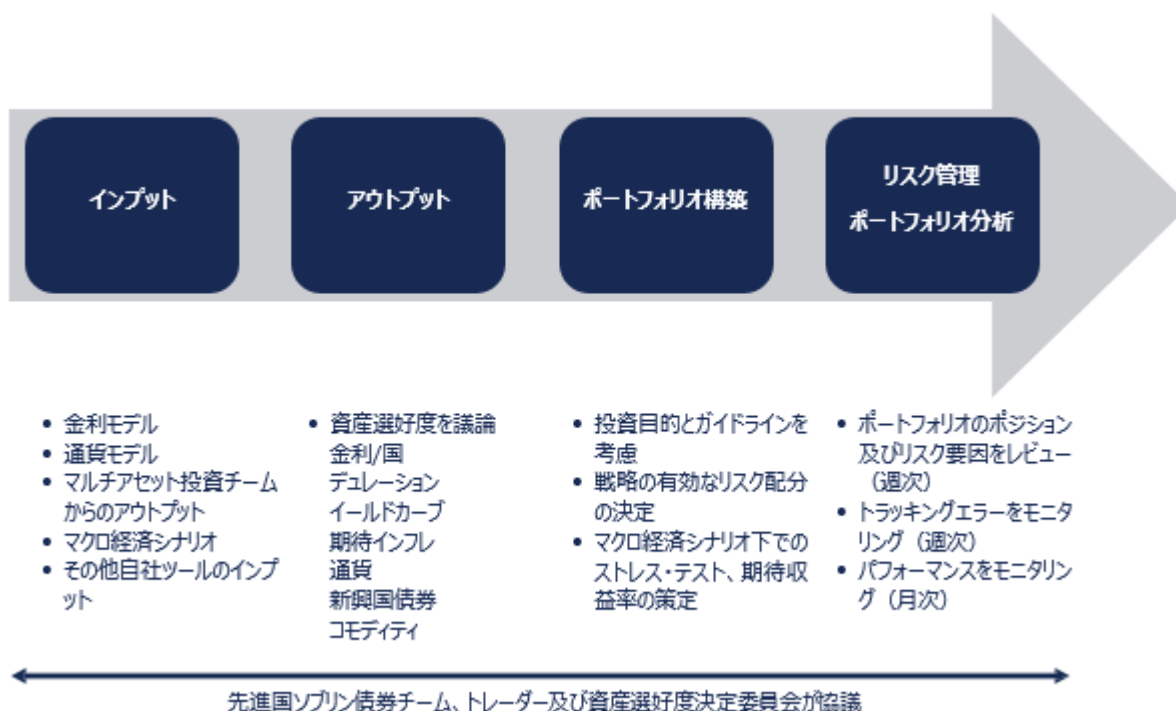 インプット
アウトプット
ポートフォリオ構築
リスク管理
ポートフォリオ分析
• 金利モデル
• 通貨モデル
• マルチアセット投資チーム
からのアウトプット
• マクロ経済シナリオ
• その他自社ツールのインプ
ット
• 資産選好度を議論
金利/国
デュレーション
イールドカーブ
期待インフレ
通貨
新興国債券
コモディティ
• 投資目的とガイドラインを
考慮
• 戦略の有効なリスク配分
の決定
• マクロ経済シナリオ下での
ストレス・テスト、期待収
益率の策定
• ポートフォリオのポジション
及びリスク要因をレビュー
(週次)
• トラッキングエラーをモニタ
リング(週次)
• パフォーマンスをモニタリン
グ(月次)
先進国ソブリン債券チーム、トレーダー及び資産選好度決定委員会が協議